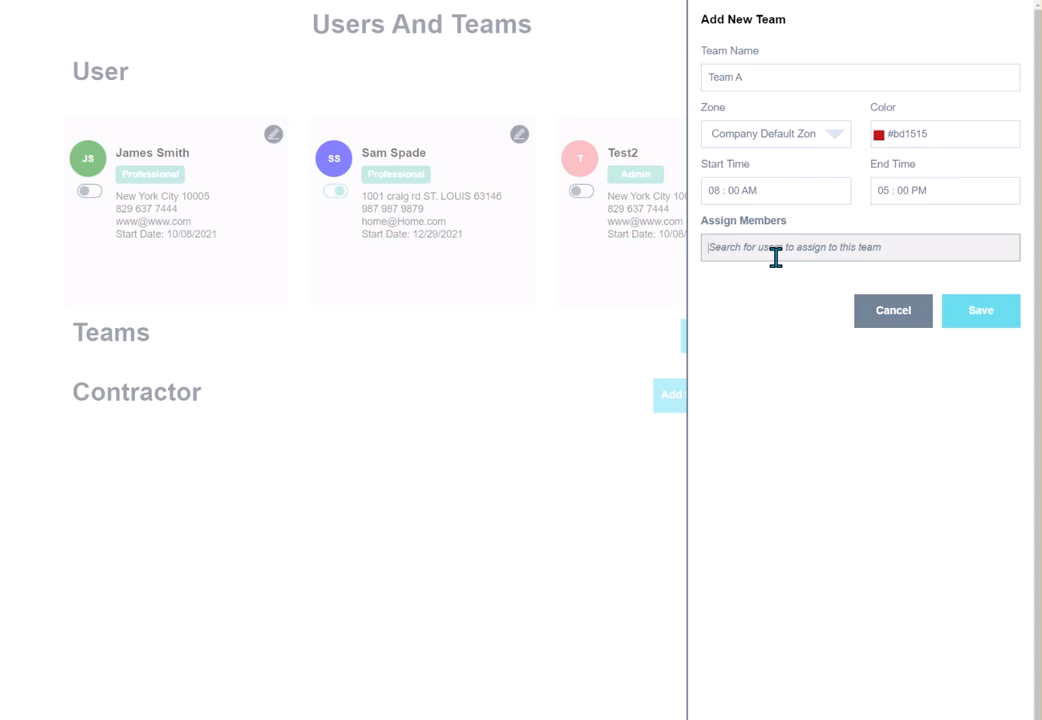 Users And Teams
User
JS
James Smith
Professional
New York City 10005
829 637 7444
www@www.com
Start Date: 10/08/2021
SS
Sam Spade
Professional
1001 craig rd ST. LOUIS 63146
987 987 9879
home@Home.com
Start Date: 12/29/2021
T
Test2
Admin
New York City 100
829 637 7444
www@www.com
Start Date: 10/08/
Teams
Contractor
Add
Add New Team
Team Name
Team A
Zone
Color
Company Default Zon
#bd1515
Start Time
End Time
08 : 00 AM
05 : 00 PM
Assign Members
Search for users to assign to this team
Cancel
Save